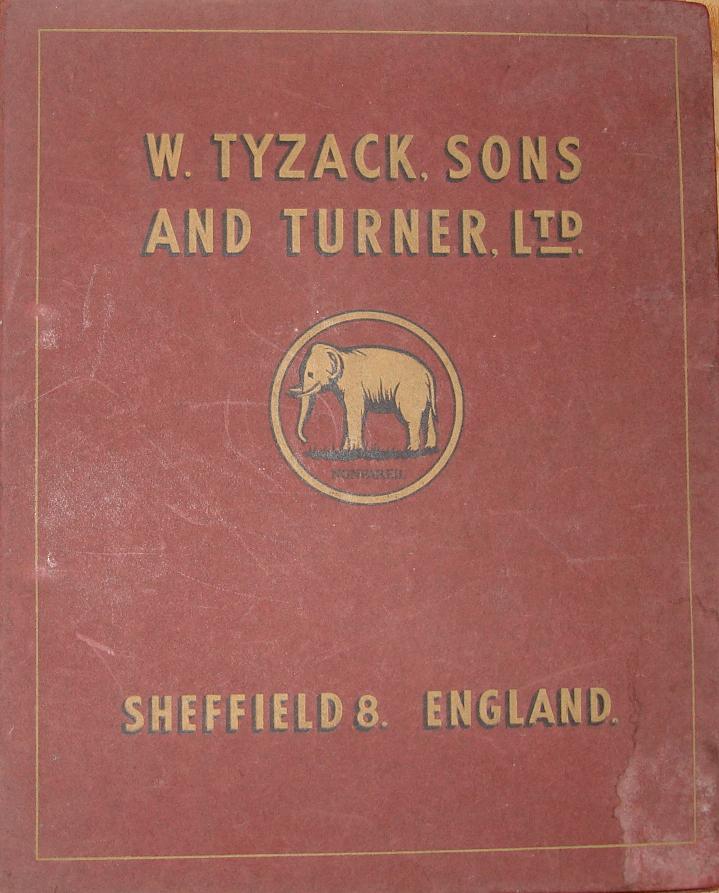 W. TYZACK, SONS
AND TURNER, LTD.
NONPAREIL
SHEFFIELD 8. ENGLAND.